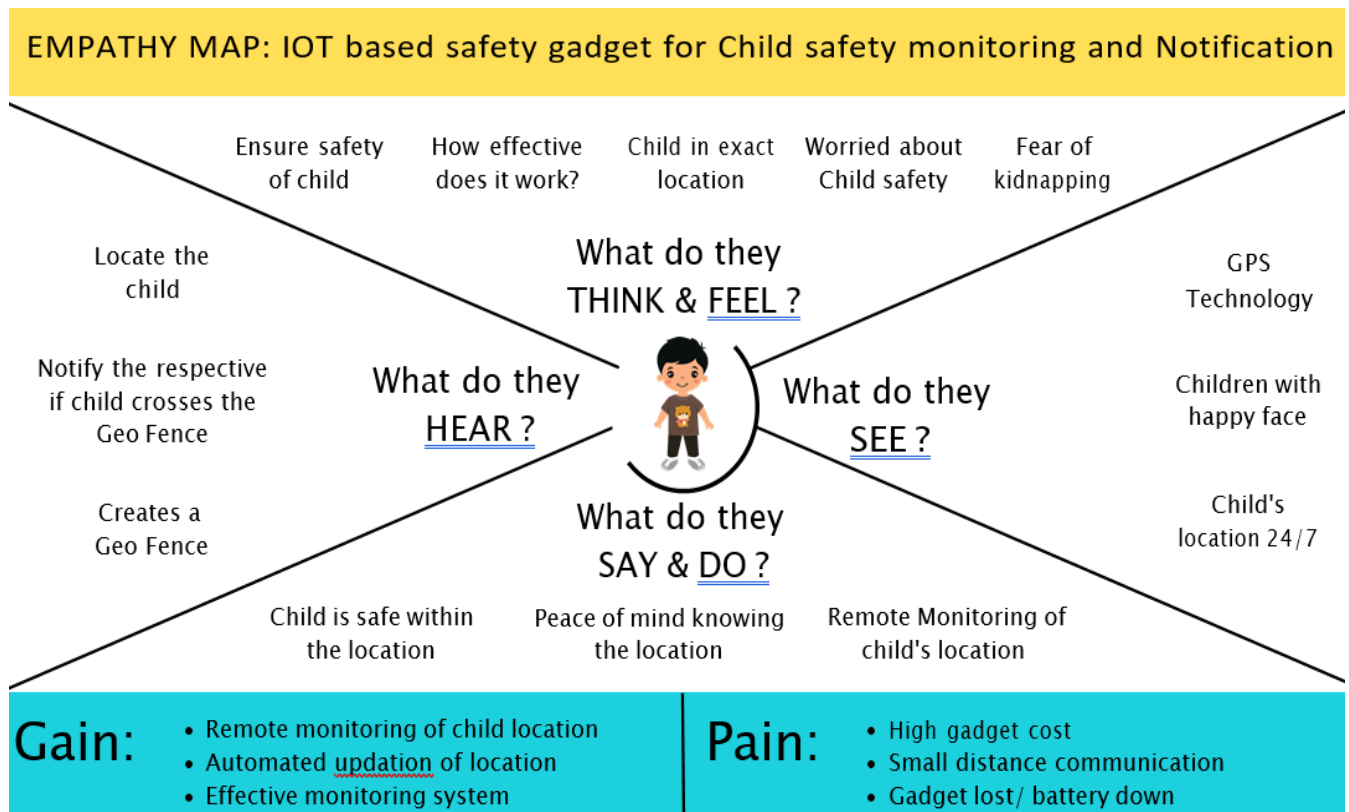 EMPATHY MAP: IOT based safety gadget for Child safety monitoring and Notification
Ensure safety
of child
How effective
does it work?
Child in exact
location
Worried about
Child safety
Fear of
kidnapping
What do they
THINK & FEEL ?
Locate the
child
Notify the respective
if child crosses the
Geo Fence
Creates a
Geo Fence
What do they
HEAR ?
What do they
SEE ?
GPS
Technology
Children with
happy face
Child's
location 24/7
What do they
SAY & DO ?
Child is safe within
the location
Peace of mind knowing
the location
Remote Monitoring of
child's location
Gain:
• Remote monitoring of child location
• Automated updation of location
• Effective monitoring system
Pain:
• High gadget cost
• Small distance communication
• Gadget lost/ battery down